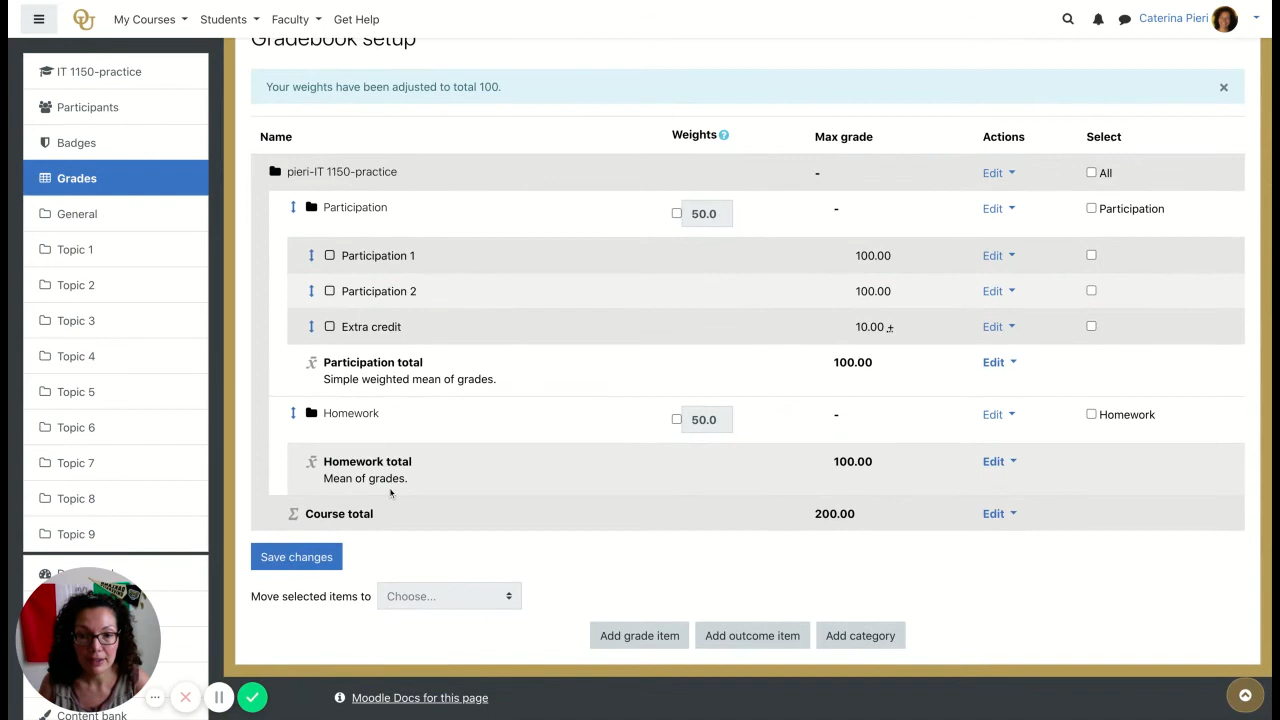 My Courses Students Faculty Get Help Caterina Pieri
Gradebook setup
IT 1150-practice
Participants
Badges
Grades
General
Topic 1
Topic 2
Topic 3
Topic 4
Topic 5
Topic 6
Topic 7
Topic 8
Topic 9
Content bank
Your weights have been adjusted to total 100. ×
Name Weights ? Max grade Actions Select
pieri-IT 1150-practice - Edit All
Participation 50.0 - Edit Participation
Participation 1 100.00 Edit
Participation 2 100.00 Edit
Extra credit 10.00 + Edit
x̄ Participation total 100.00 Edit
Simple weighted mean of grades.
Homework 50.0 - Edit Homework
x̄ Homework total 100.00 Edit
Mean of grades.
Σ Course total 200.00 Edit
Save changes
Move selected items to Choose...
Add grade item Add outcome item Add category
Moodle Docs for this page